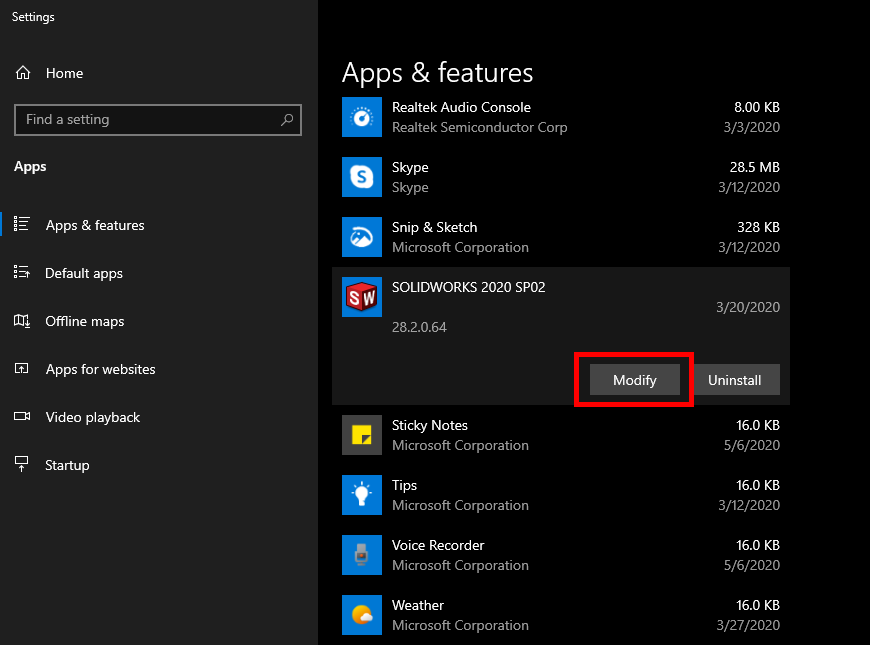 Settings
Home
Find a setting
Apps
Apps & features
Default apps
Offline maps
Apps for websites
Video playback
Startup
Apps & features
Realtek Audio Console 8.00 KB
Realtek Semiconductor Corp 3/3/2020
Skype 28.5 MB
Skype 3/12/2020
Snip & Sketch 328 KB
Microsoft Corporation 3/12/2020
SW
SOLIDWORKS 2020 SP02
3/20/2020
28.2.0.64
Modify Uninstall
Sticky Notes 16.0 KB
Microsoft Corporation 5/6/2020
Tips 16.0 KB
Microsoft Corporation 3/12/2020
Voice Recorder 16.0 KB
Microsoft Corporation 5/6/2020
Weather 16.0 KB
Microsoft Corporation 3/27/2020